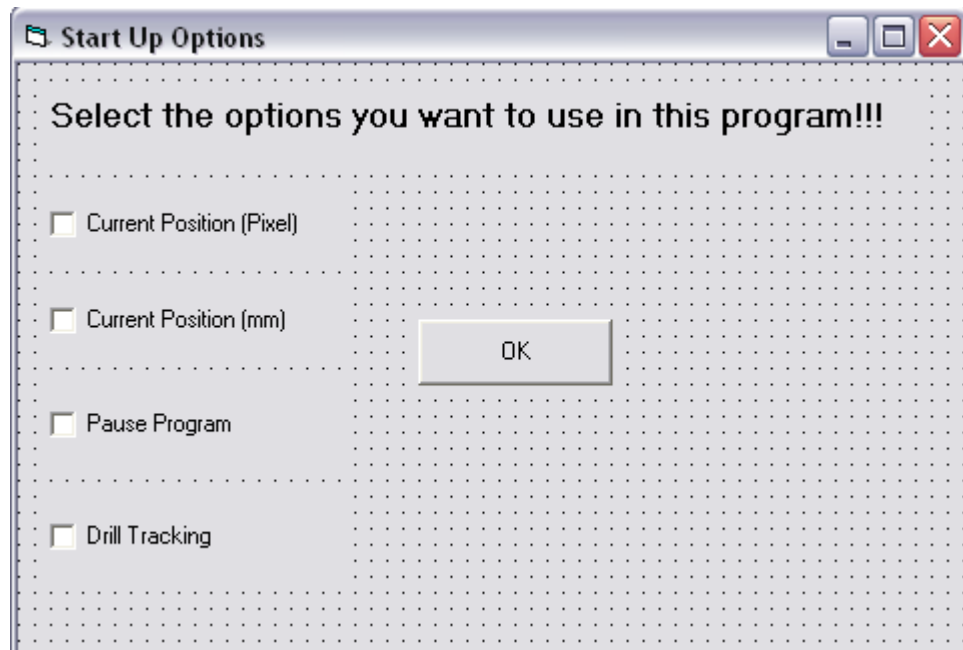 Start Up Options
Select the options you want to use in this program!!!
Current Position (Pixel)
Current Position (mm)
OK
Pause Program
Drill Tracking